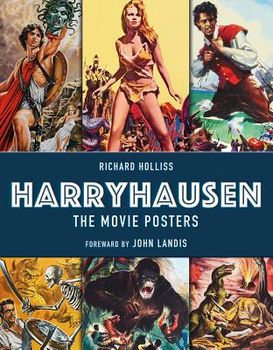 RICHARD HOLLISS
HARRYHAUSEN
THE MOVIE POSTERS
FOREWORD BY JOHN LANDIS